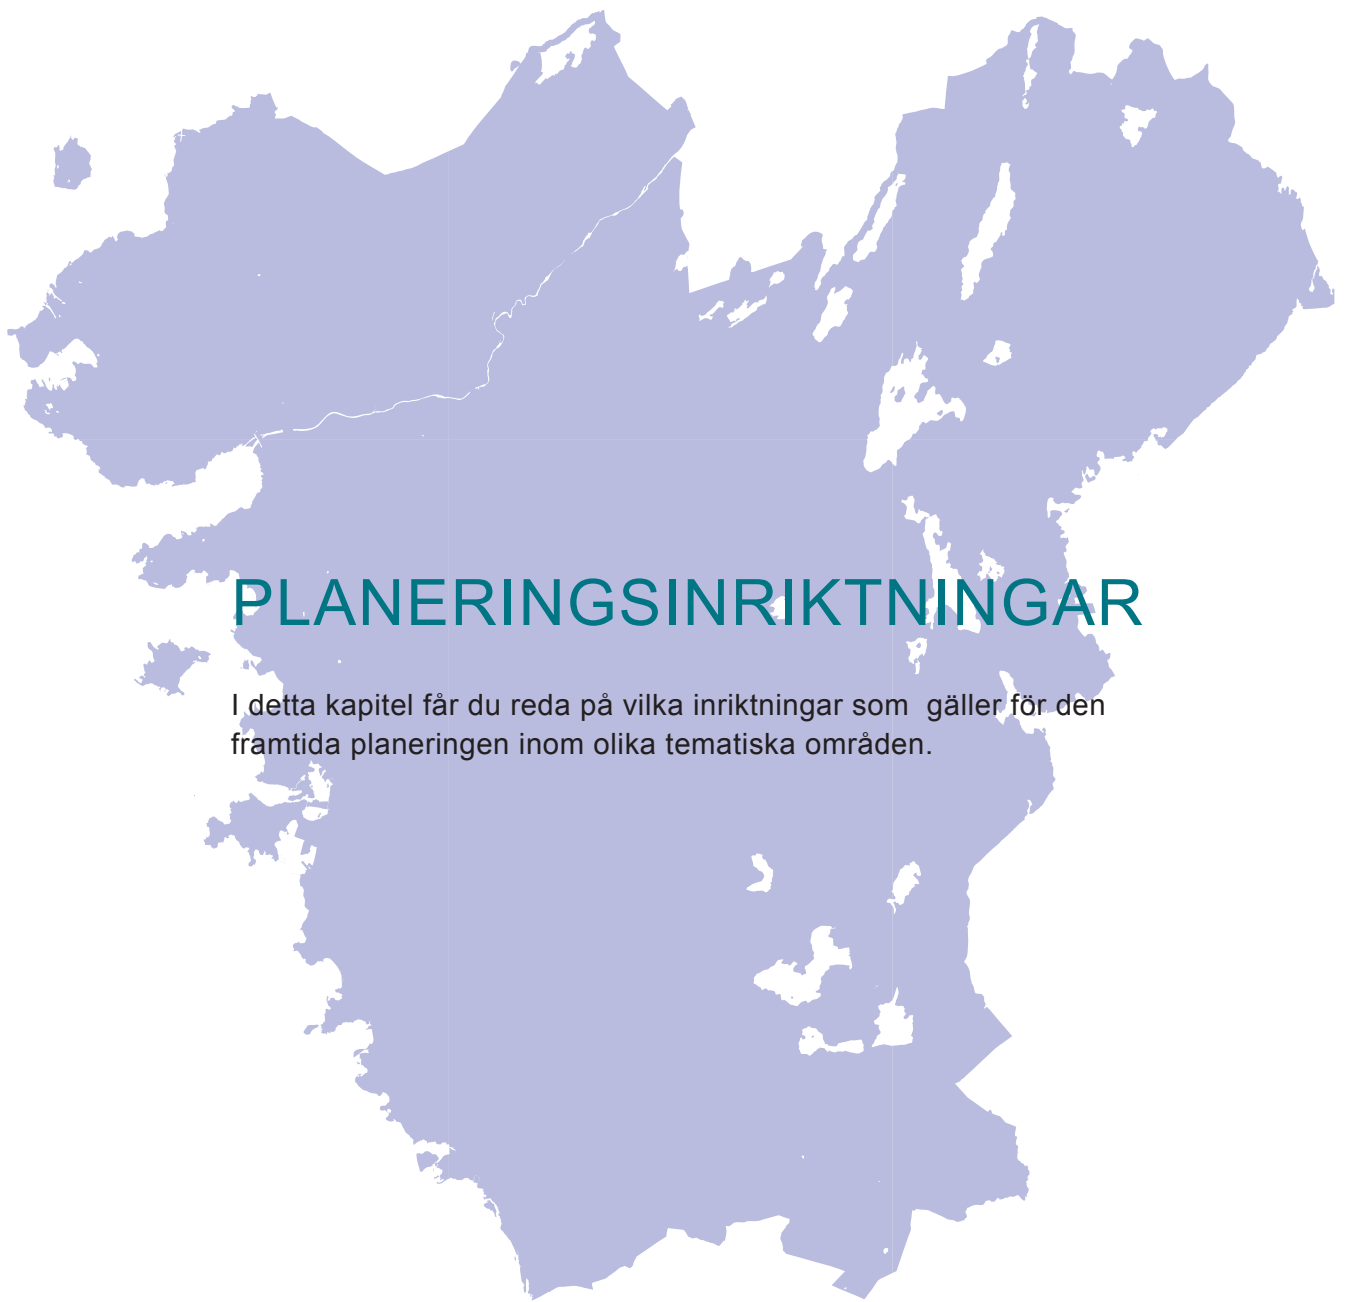 PLANERINGSINRIKTNINGAR
I detta kapitel får du reda på vilka inriktningar som  gäller för den
framtida planeringen inom olika tematiska områden.